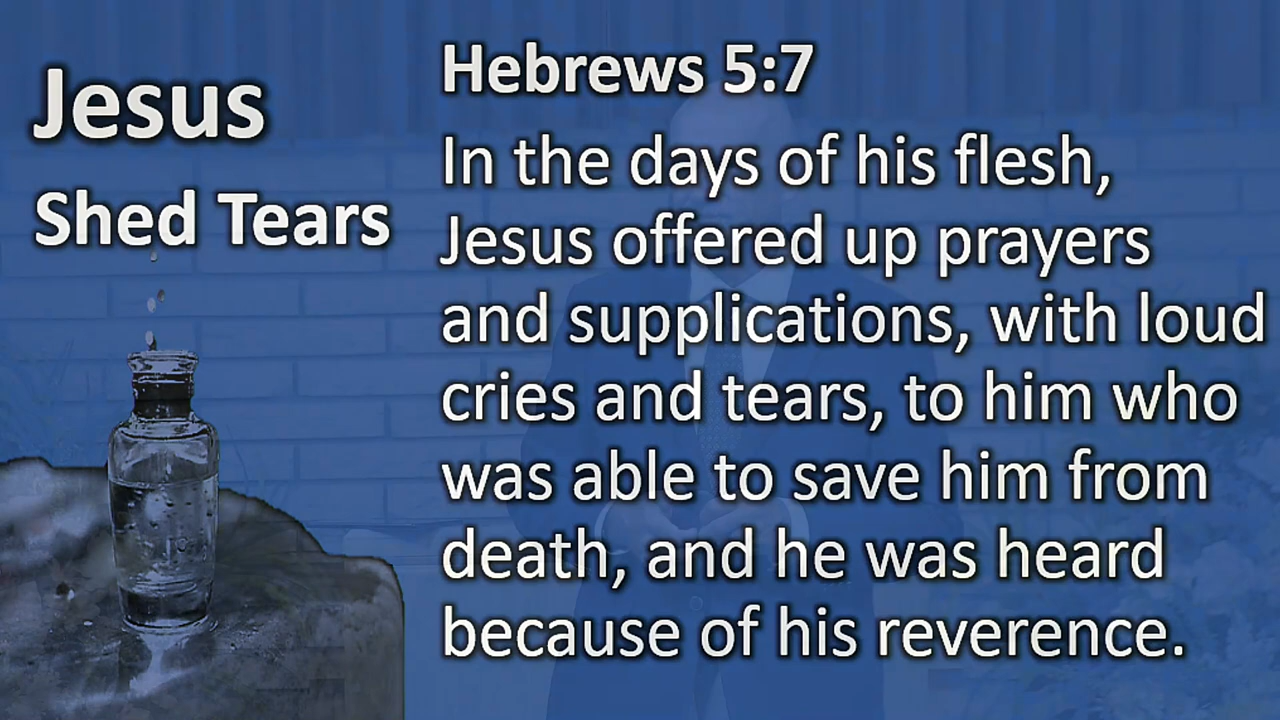 Jesus
Shed Tears
Hebrews 5:7
In the days of his flesh,
Jesus offered up prayers
and supplications, with loud
cries and tears, to him who
was able to save him from
death, and he was heard
because of his reverence.